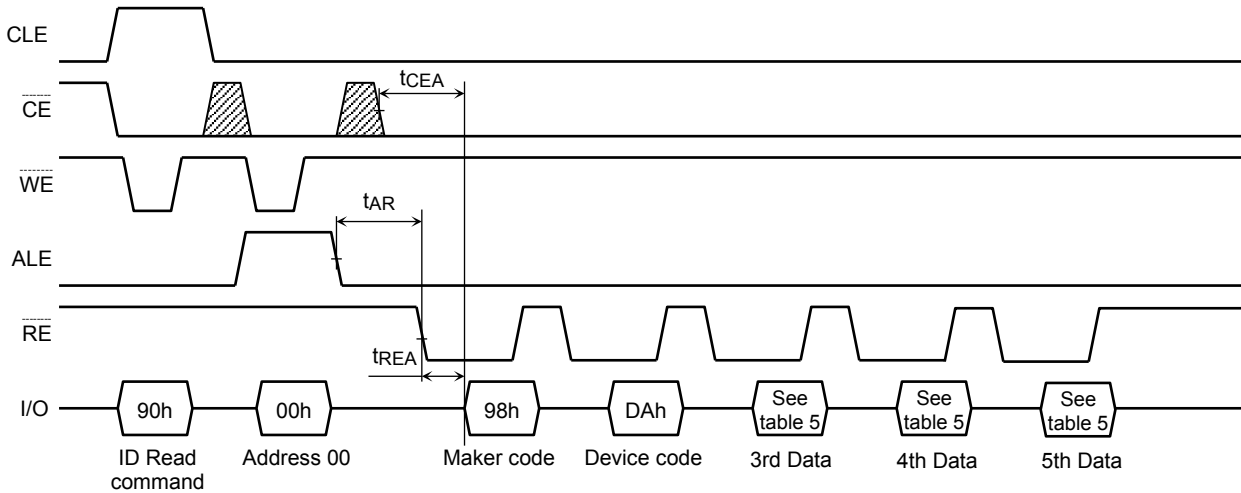 CLE
tCEA
CE
WE
tAR
ALE
RE
tREA
I/O
90h
00h
98h
DAh
See
table 5
See
table 5
See
table 5
ID Read
command
Address 00
Maker code
Device code
3rd Data
4th Data
5th Data